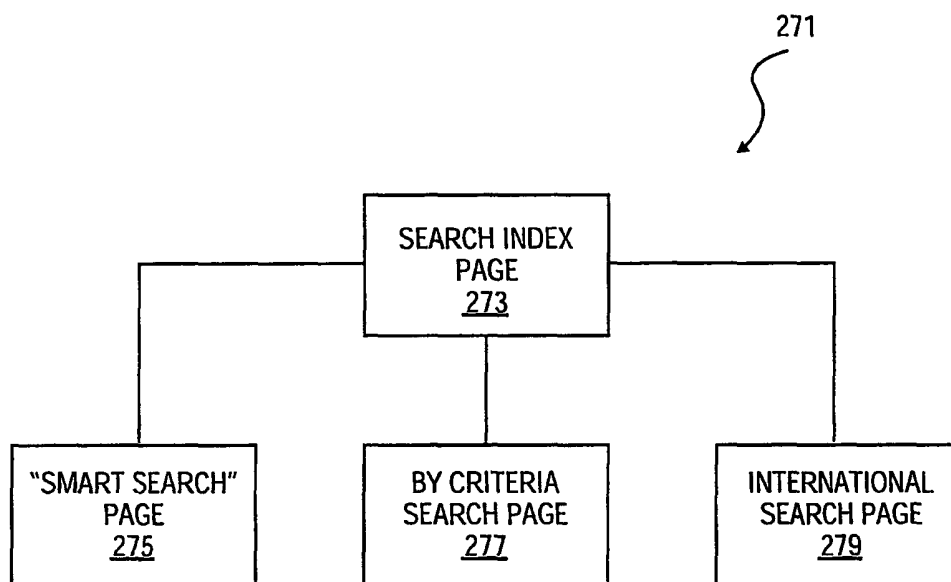 271
SEARCH INDEX
PAGE
273
"SMART SEARCH"
PAGE
275
BY CRITERIA
SEARCH PAGE
277
INTERNATIONAL
SEARCH PAGE
279